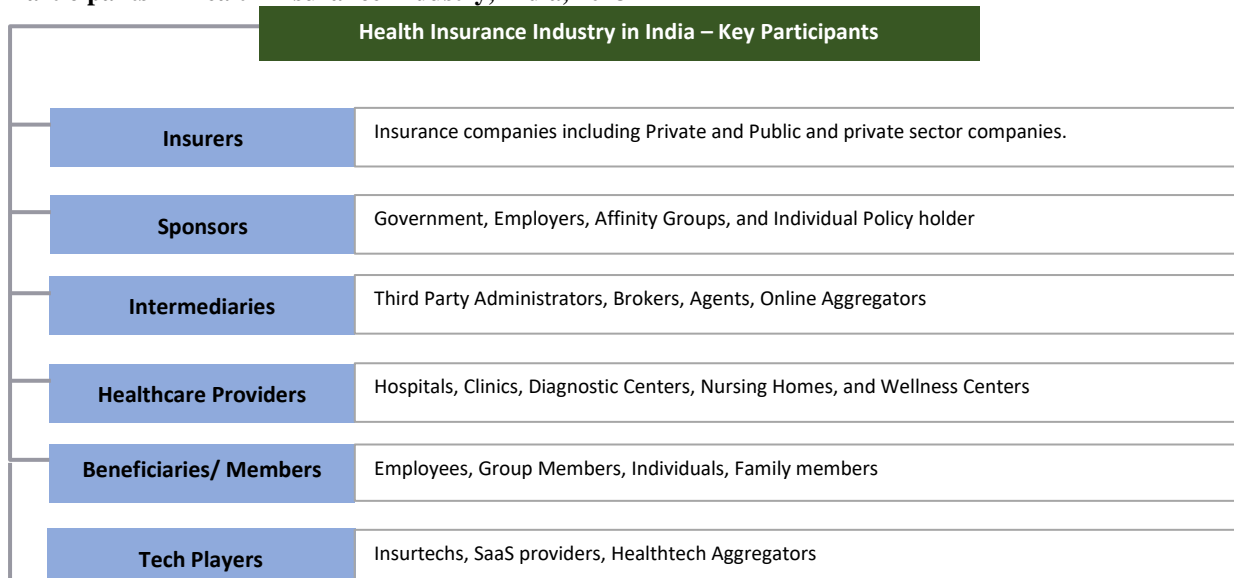 Health Insurance Industry in India – Key Participants
Insurers
Insurance companies including Private and Public and private sector companies.
Sponsors
Government, Employers, Affinity Groups, and Individual Policy holder
Intermediaries
Third Party Administrators, Brokers, Agents, Online Aggregators
Healthcare Providers
Hospitals, Clinics, Diagnostic Centers, Nursing Homes, and Wellness Centers
Beneficiaries/ Members
Employees, Group Members, Individuals, Family members
Tech Players
Insurtechs, SaaS providers, Healthtech Aggregators